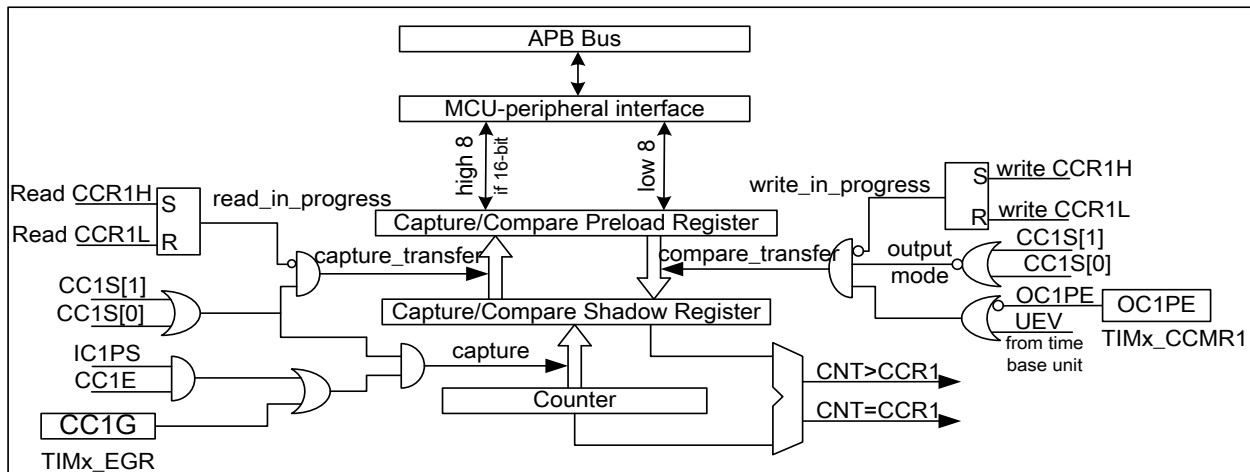 APB Bus
MCU-peripheral interface
high 8
if 16-bit
low 8
Read CCR1H
Read CCR1L
S
R
read_in_progress
write_in_progress
S
R
write CCR1H
write CCR1L
Capture/Compare Preload Register
capture_transfer
compare_transfer
output
mode
CC1S[1]
CC1S[0]
CC1S[1]
CC1S[0]
Capture/Compare Shadow Register
OC1PE
OC1PE
UEV
TIMx_CCMR1
from time
base unit
IC1PS
CC1E
capture
Counter
CNT>CCR1
CNT=CCR1
CC1G
TIMx_EGR